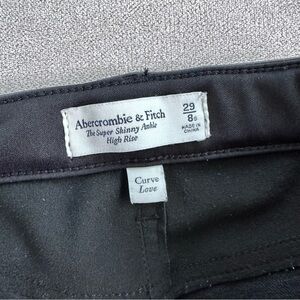 Abercrombie & Fitch
The Super Skinny Ankle
High Rise
29
8S
MADE IN
CHINA
Curve
Love